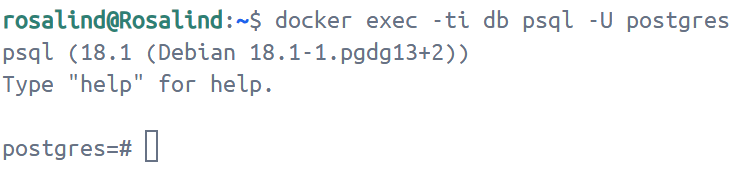 rosalind@Rosalind:~$ docker exec -ti db psql -U postgres
psql (18.1 (Debian 18.1-1.pgdg13+2))
Type "help" for help.

postgres=#